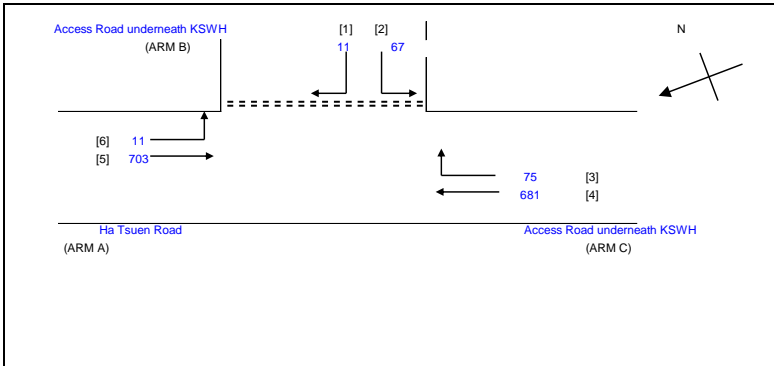 Access Road underneath KSWH [1] [2] N
(ARM B) 11 67
[6] 11
[5] 703
75 [3]
681 [4]
Ha Tsuen Road Access Road underneath KSWH
(ARM A) (ARM C)